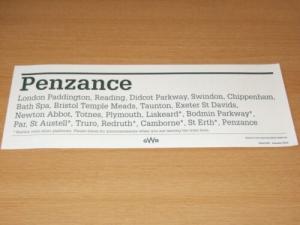 Penzance
London Paddington, Reading, Didcot Parkway, Swindon, Chippenham,
Bath Spa, Bristol Temple Meads, Taunton, Exeter St Davids,
Newton Abbot, Totnes, Plymouth, Liskeard*, Bodmin Parkway*,
Par, St Austell*, Truro, Redruth*, Camborne*, St Erth*, Penzance
GWR